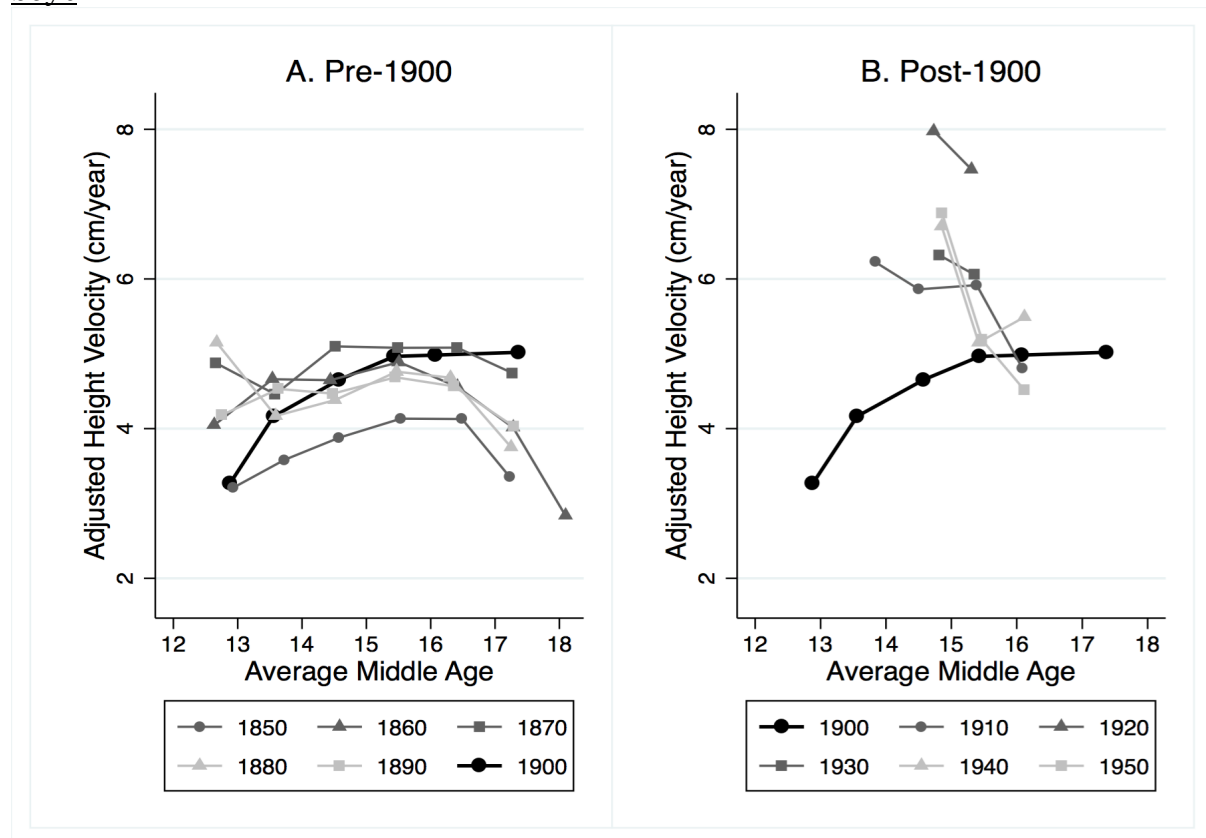 A. Pre-1900
Adjusted Height Velocity (cm/year)
8
6
4
2
12 13 14 15 16 17 18
Average Middle Age
1850 1860 1870
1880 1890 1900
B. Post-1900
Adjusted Height Velocity (cm/year)
8
6
4
2
12 13 14 15 16 17 18
Average Middle Age
1900 1910 1920
1930 1940 1950